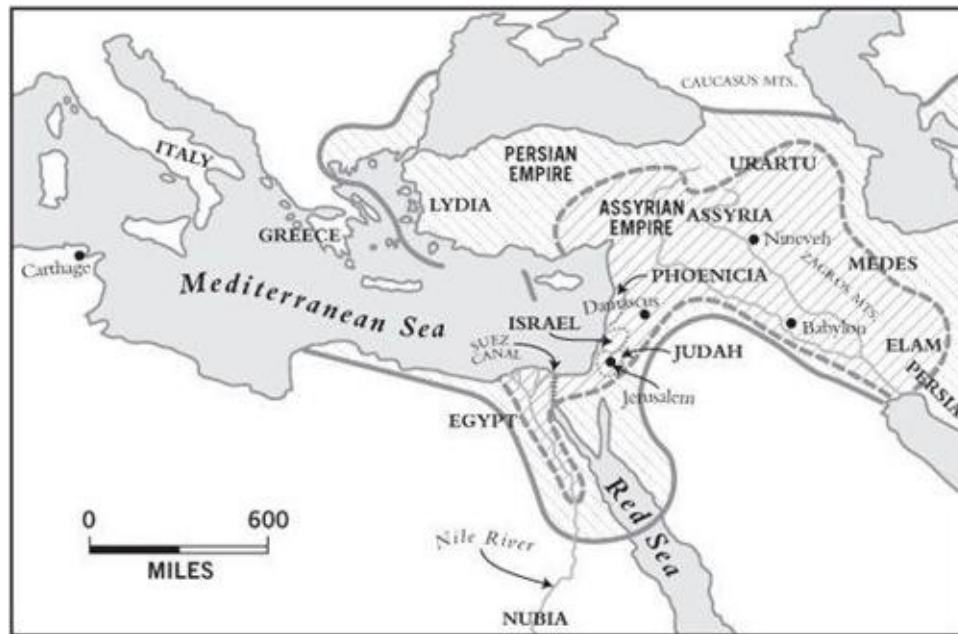 CAUCASUS MTS.
ITALY
PERSIAN
EMPIRE
URARTU
LYDIA
ASSYRIAN
EMPIRE
ASSYRIA
GREECE
Nineveh
Carthage
PHOENICIA
MEDES
ZAGROS MTS.
Mediterranean Sea
Damascus
ISRAEL
Babylon
SUEZ
CANAL
JUDAH
ELAM
Jerusalem
PERSIA
EGYPT
Red Sea
0 600
MILES
Nile River
NUBIA